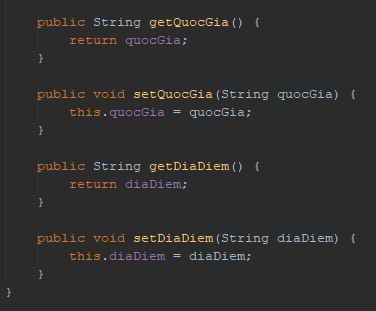 public String getQuocGia() {
return quocGia;
}
public void setQuocGia(String quocGia) {
this.quocGia = quocGia;
}
public String getDiaDiem() {
return diaDiem;
}
public void setDiaDiem(String diaDiem) {
this.diaDiem = diaDiem;
}
}